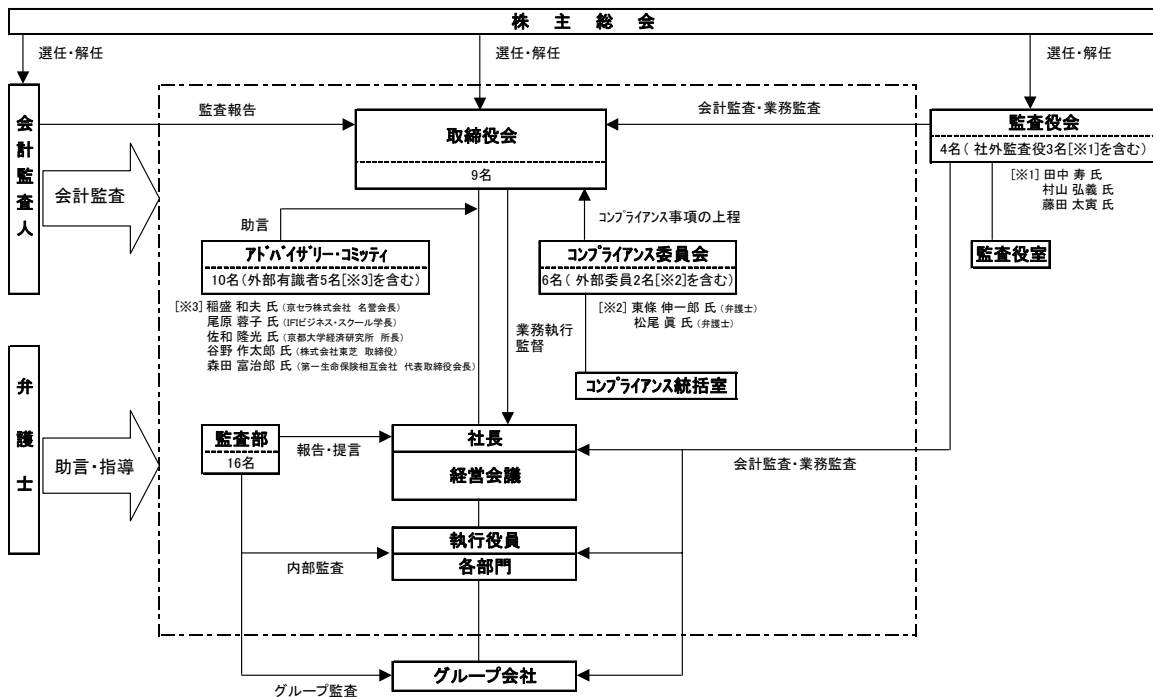 株 主 総 会
選任・解任
選任・解任
選任・解任
会計監査人
監査報告
会計監査・業務監査
取締役会
9名
監査役会
4名( 社外監査役3名[※1]を含む)
[※1] 田中 寿 氏
村山 弘義 氏
藤田 太寅 氏
監査役室
会計監査
助言
コンプライアンス事項の上程
アドバイザリー・コミッティ
10名(外部有識者5名[※3]を含む)
[※3] 稲盛 和夫 氏 (京セラ株式会社 名誉会長)
尾原 蓉子 氏 (IFIビジネス・スクール学長)
佐和 隆光 氏 (京都大学経済研究所 所長)
谷野 作太郎 氏 (株式会社東芝 取締役)
森田 富治郎 氏 (第一生命保険相互会社 代表取締役会長)
コンプライアンス委員会
6名( 外部委員2名[※2]を含む)
[※2] 東條 伸一郎 氏 (弁護士)
松尾 眞 氏 (弁護士)
業務執行
監督
コンプライアンス統括室
弁護士
助言・指導
監査部
16名
報告・提言
社長
経営会議
会計監査・業務監査
執行役員
各部門
内部監査
グループ会社
グループ監査